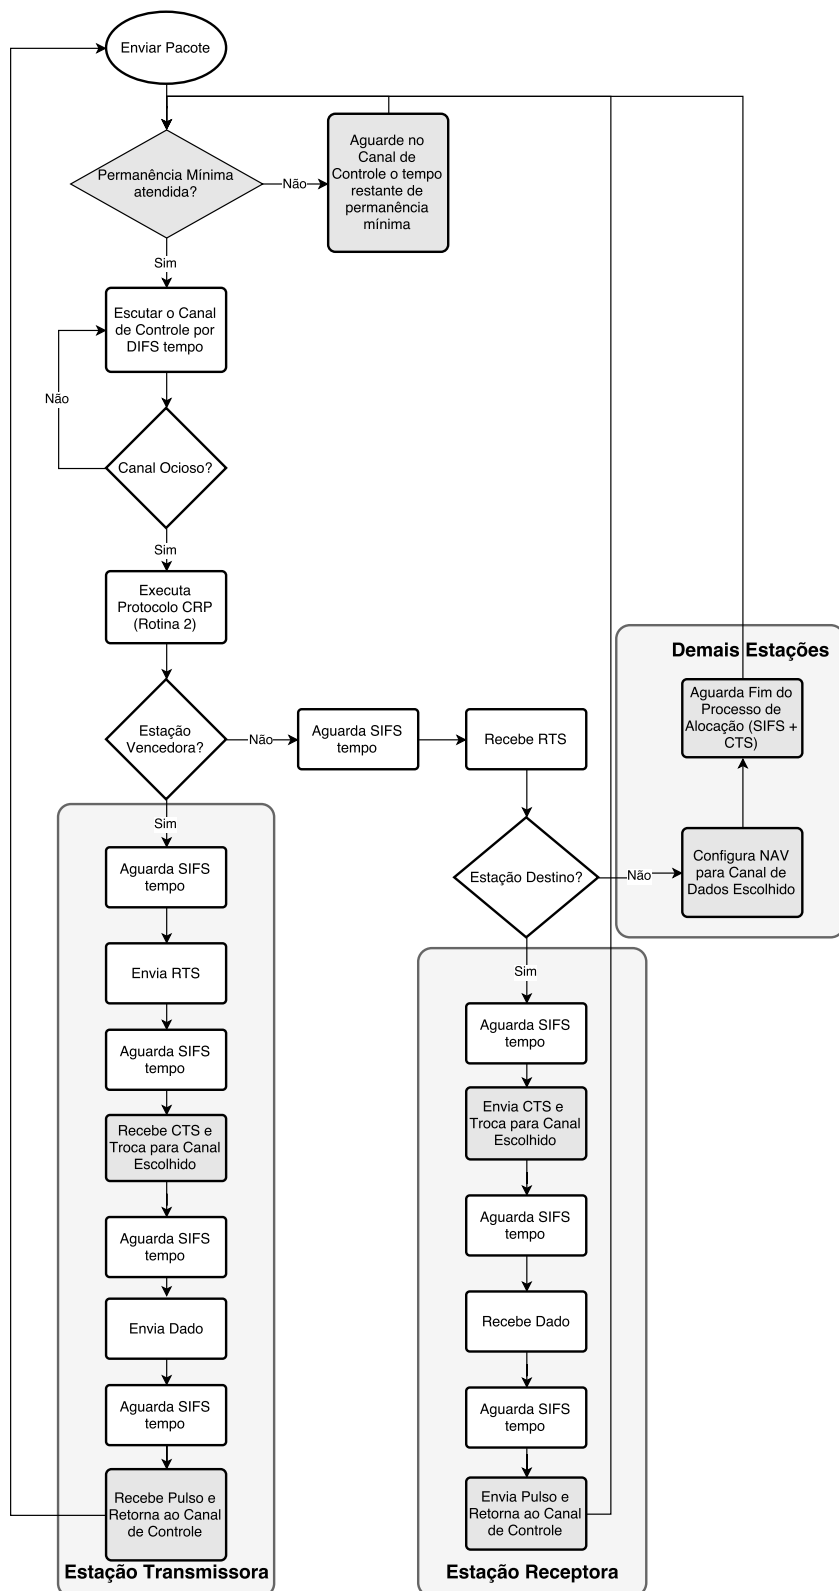 Enviar Pacote
Permanência Mínima
atendida?
Não
Aguarde no
Canal de
Controle o tempo
restante de
permanência
mínima
Sim
Escutar o Canal
de Controle por
DIFS tempo
Não
Canal Ocioso?
Sim
Executa
Protocolo CRP
(Rotina 2)
Estação
Vencedora?
Não
Aguarda SIFS
tempo
Recebe RTS
Demais Estações
Aguarda Fim do
Processo de
Alocação (SIFS +
CTS)
Configura NAV
para Canal de
Dados Escolhido
Estação Destino?
Não
Sim
Aguarda SIFS
tempo
Envia RTS
Aguarda SIFS
tempo
Recebe CTS e
Troca para Canal
Escolhido
Aguarda SIFS
tempo
Envia Dado
Aguarda SIFS
tempo
Recebe Pulso e
Retorna ao Canal
de Controle
Estação Transmissora
Sim
Aguarda SIFS
tempo
Envia CTS e
Troca para Canal
Escolhido
Aguarda SIFS
tempo
Recebe Dado
Aguarda SIFS
tempo
Envia Pulso e
Retorna ao Canal
de Controle
Estação Receptora